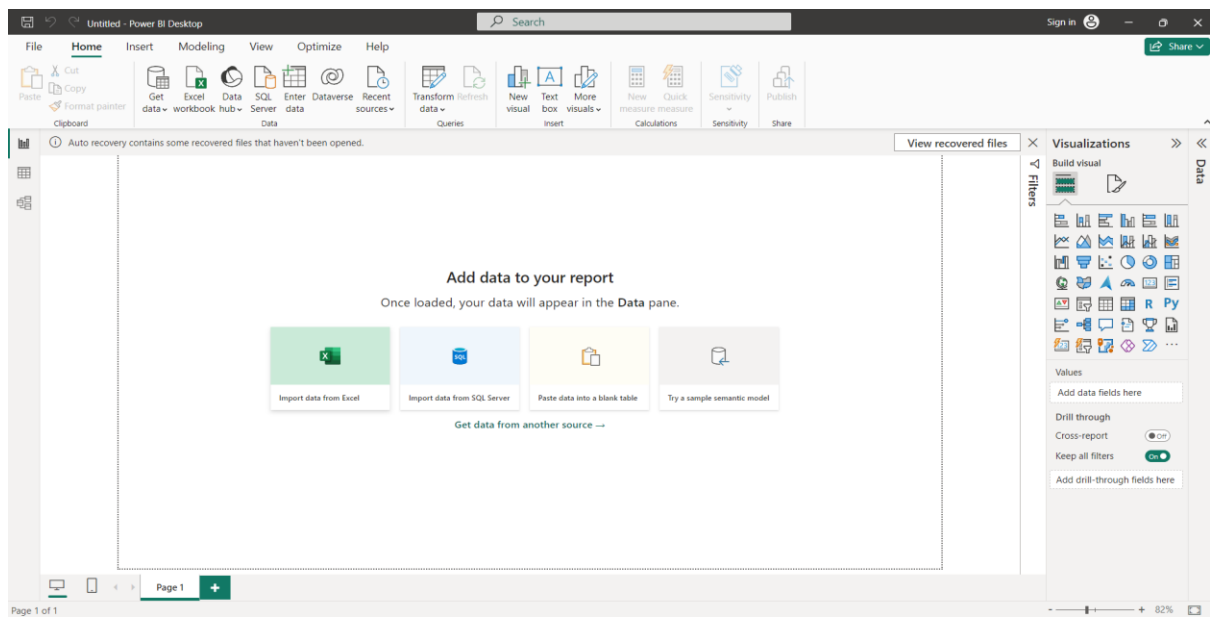 Untitled - Power BI Desktop
Search
Sign in
File Home Insert Modeling View Optimize Help
Share
Paste
Cut
Copy
Format painter
Clipboard
Get data
Excel workbook
Data hub
SQL Server
Enter data
Dataverse
Recent sources
Data
Transform data
Refresh
Queries
New visual
Text box
More visuals
Insert
New measure
Quick measure
Calculations
Sensitivity
Sensitivity
Publish
Share
Auto recovery contains some recovered files that haven't been opened.
View recovered files
Filters
Visualizations
Data
Build visual
Add data to your report
Once loaded, your data will appear in the Data pane.
Import data from Excel
Import data from SQL Server
Paste data into a blank table
Try a sample semantic model
Get data from another source →
R Py
Values
Add data fields here
Drill through
Cross-report Off
Keep all filters On
Add drill-through fields here
Page 1
Page 1 of 1
- + 82%